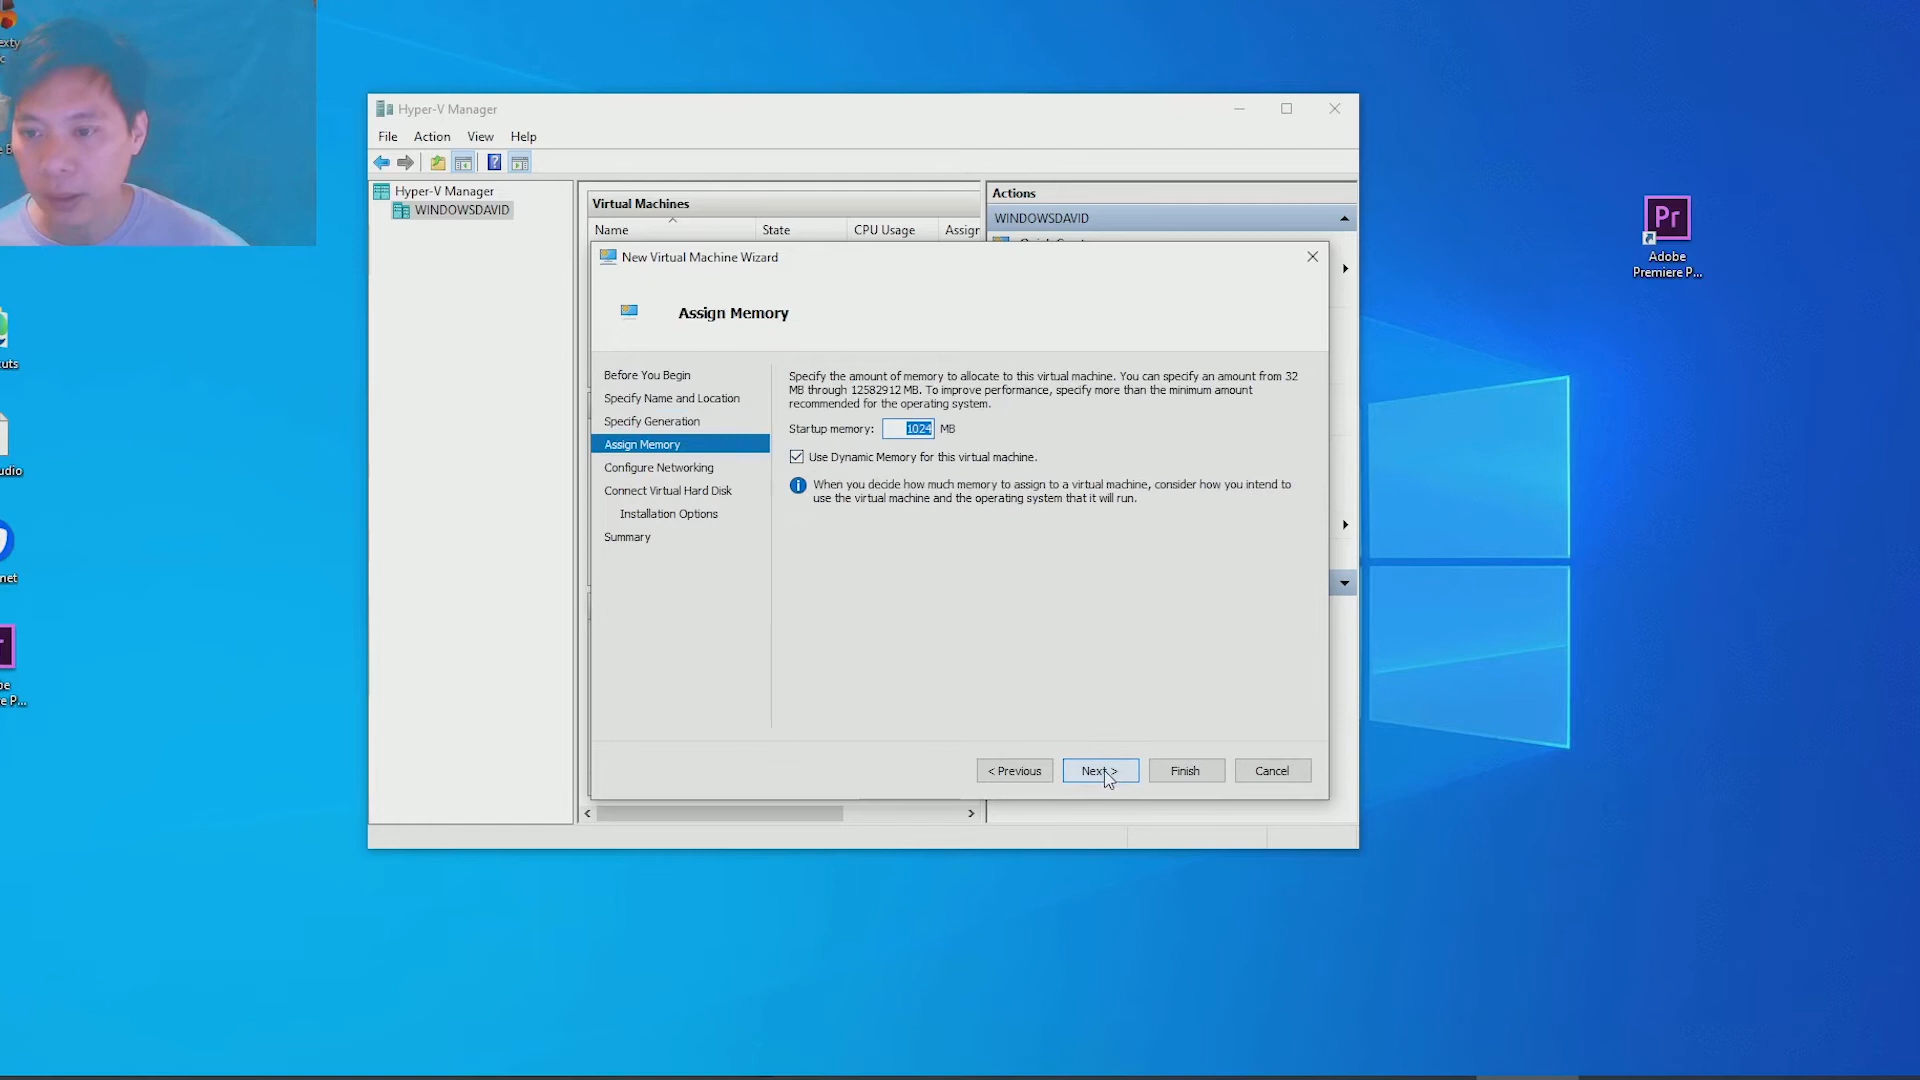 exty
c
e B
Hyper-V Manager
File Action View Help
Hyper-V Manager
WINDOWSDAVID
Virtual Machines
Name State CPU Usage Assigr
Actions
WINDOWSDAVID
New Virtual Machine Wizard
Assign Memory
Before You Begin
Specify Name and Location
Specify Generation
Assign Memory
Configure Networking
Connect Virtual Hard Disk
Installation Options
Summary
Specify the amount of memory to allocate to this virtual machine. You can specify an amount from 32
MB through 12582912 MB. To improve performance, specify more than the minimum amount
recommended for the operating system.
Startup memory: 1024 MB
Use Dynamic Memory for this virtual machine.
When you decide how much memory to assign to a virtual machine, consider how you intend to
use the virtual machine and the operating system that it will run.
< Previous Next > Finish Cancel
Pr
Adobe
Premiere P...
cuts
udio
net
r
be
e P...